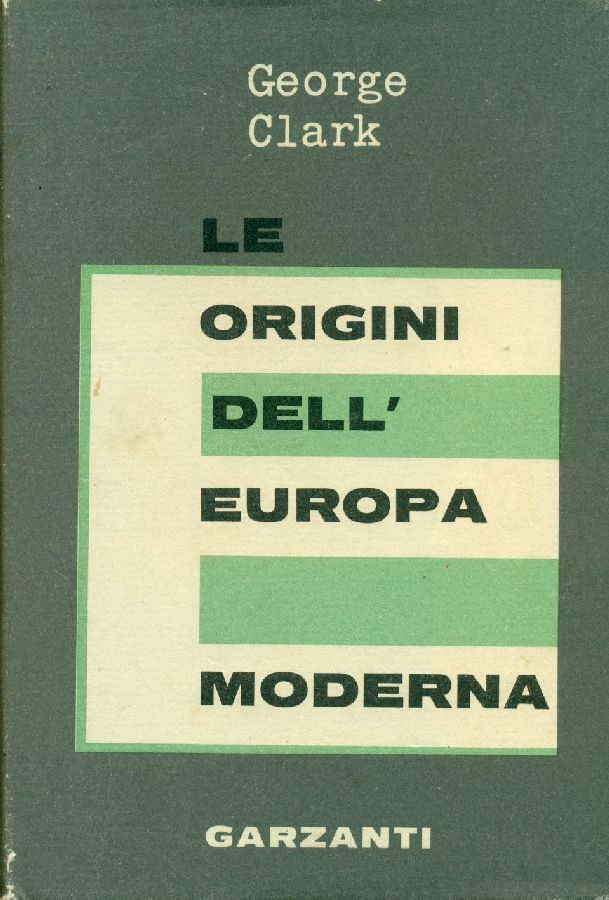 George
Clark
LE
ORIGINI
DELL'
EUROPA
MODERNA
GARZANTI